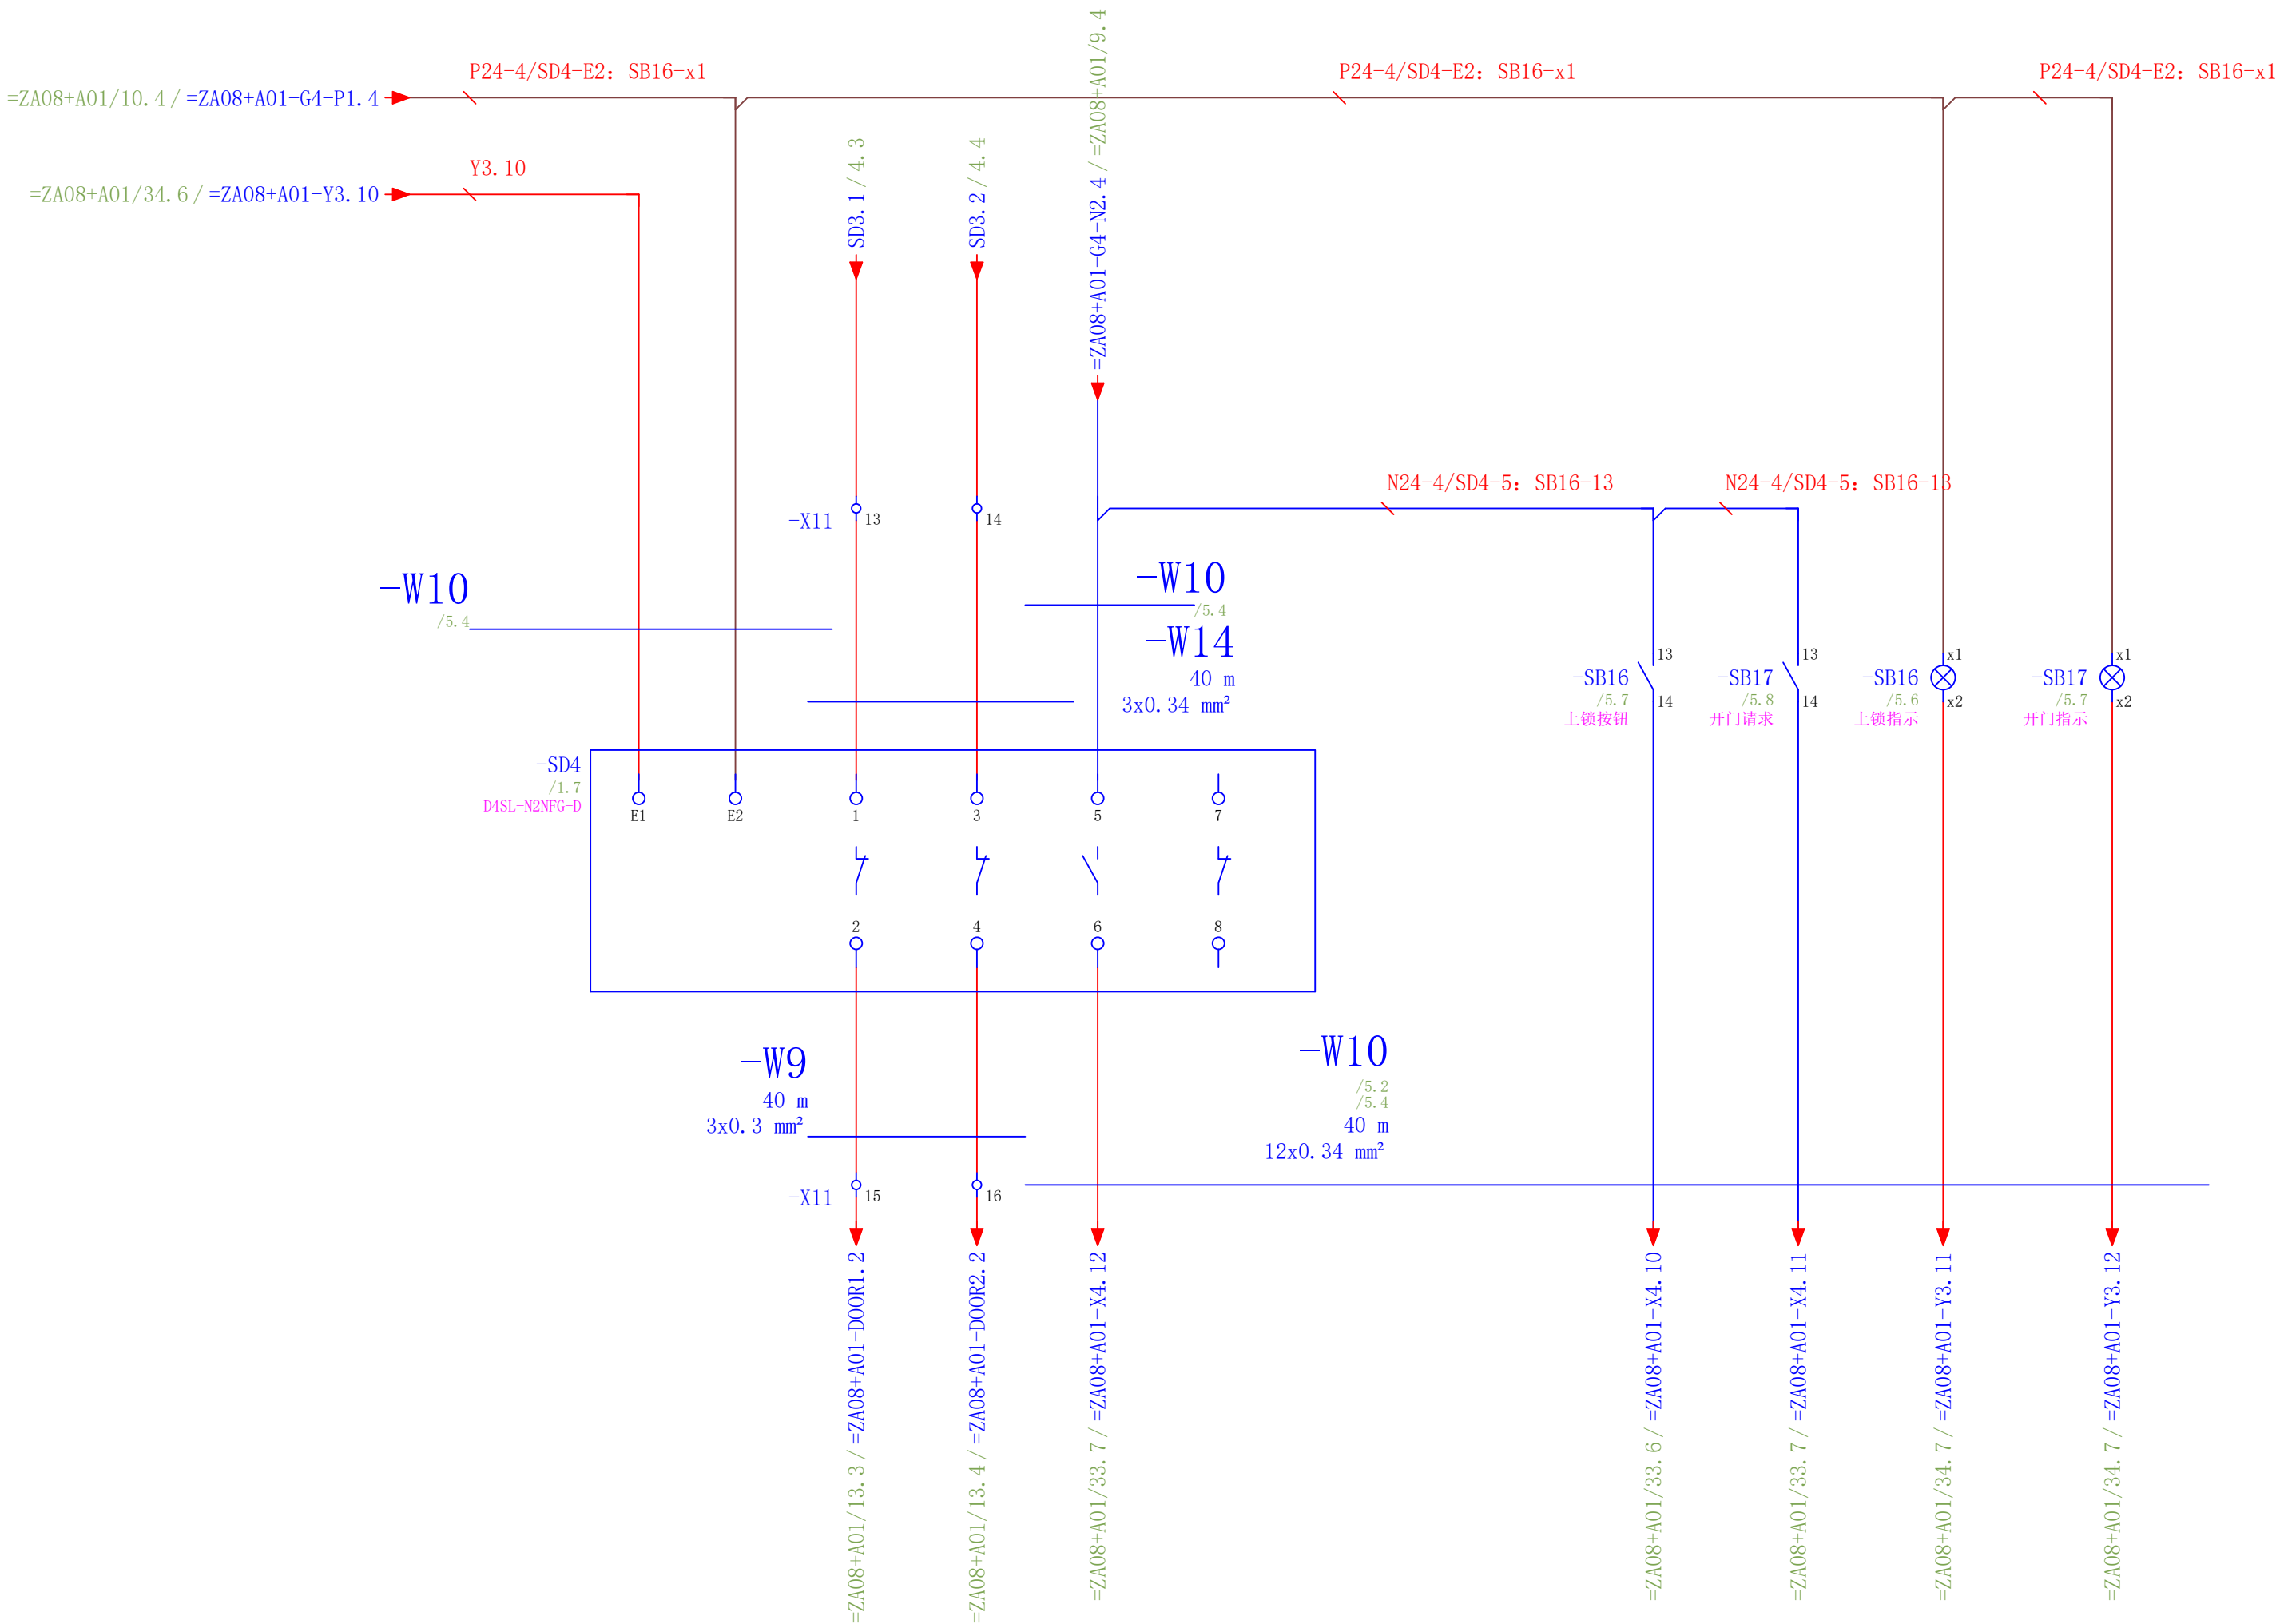 P24-4/SD4-E2: SB16-x1
P24-4/SD4-E2: SB16-x1
P24-4/SD4-E2: SB16-x1
=ZA08+A01/10.4 / =ZA08+A01-G4-P1.4
Y3.10
=ZA08+A01/34.6 / =ZA08+A01-Y3.10
SD3.1 / 4.3
SD3.2 / 4.4
=ZA08+A01-G4-N2.4 / =ZA08+A01/9.4
N24-4/SD4-5: SB16-13
N24-4/SD4-5: SB16-13
-X11
13
14
-W10
/5.4
-W10
/5.4
-W14
40 m
3x0.34 mm²
-SB16
/5.7
上锁按钮
13
14
-SB17
/5.8
开门请求
13
14
-SB16
/5.6
上锁指示
x1
x2
-SB17
/5.7
开门指示
x1
x2
-SD4
/1.7
D4SL-N2NFG-D
E1
E2
1
3
5
7
2
4
6
8
-W9
40 m
3x0.3 mm²
-W10
/5.2
/5.4
40 m
12x0.34 mm²
-X11
15
16
=ZA08+A01/13.3 / =ZA08+A01-DOOR1.2
=ZA08+A01/13.4 / =ZA08+A01-DOOR2.2
=ZA08+A01/33.7 / =ZA08+A01-X4.12
=ZA08+A01/33.6 / =ZA08+A01-X4.10
=ZA08+A01/33.7 / =ZA08+A01-X4.11
=ZA08+A01/34.7 / =ZA08+A01-Y3.11
=ZA08+A01/34.7 / =ZA08+A01-Y3.12